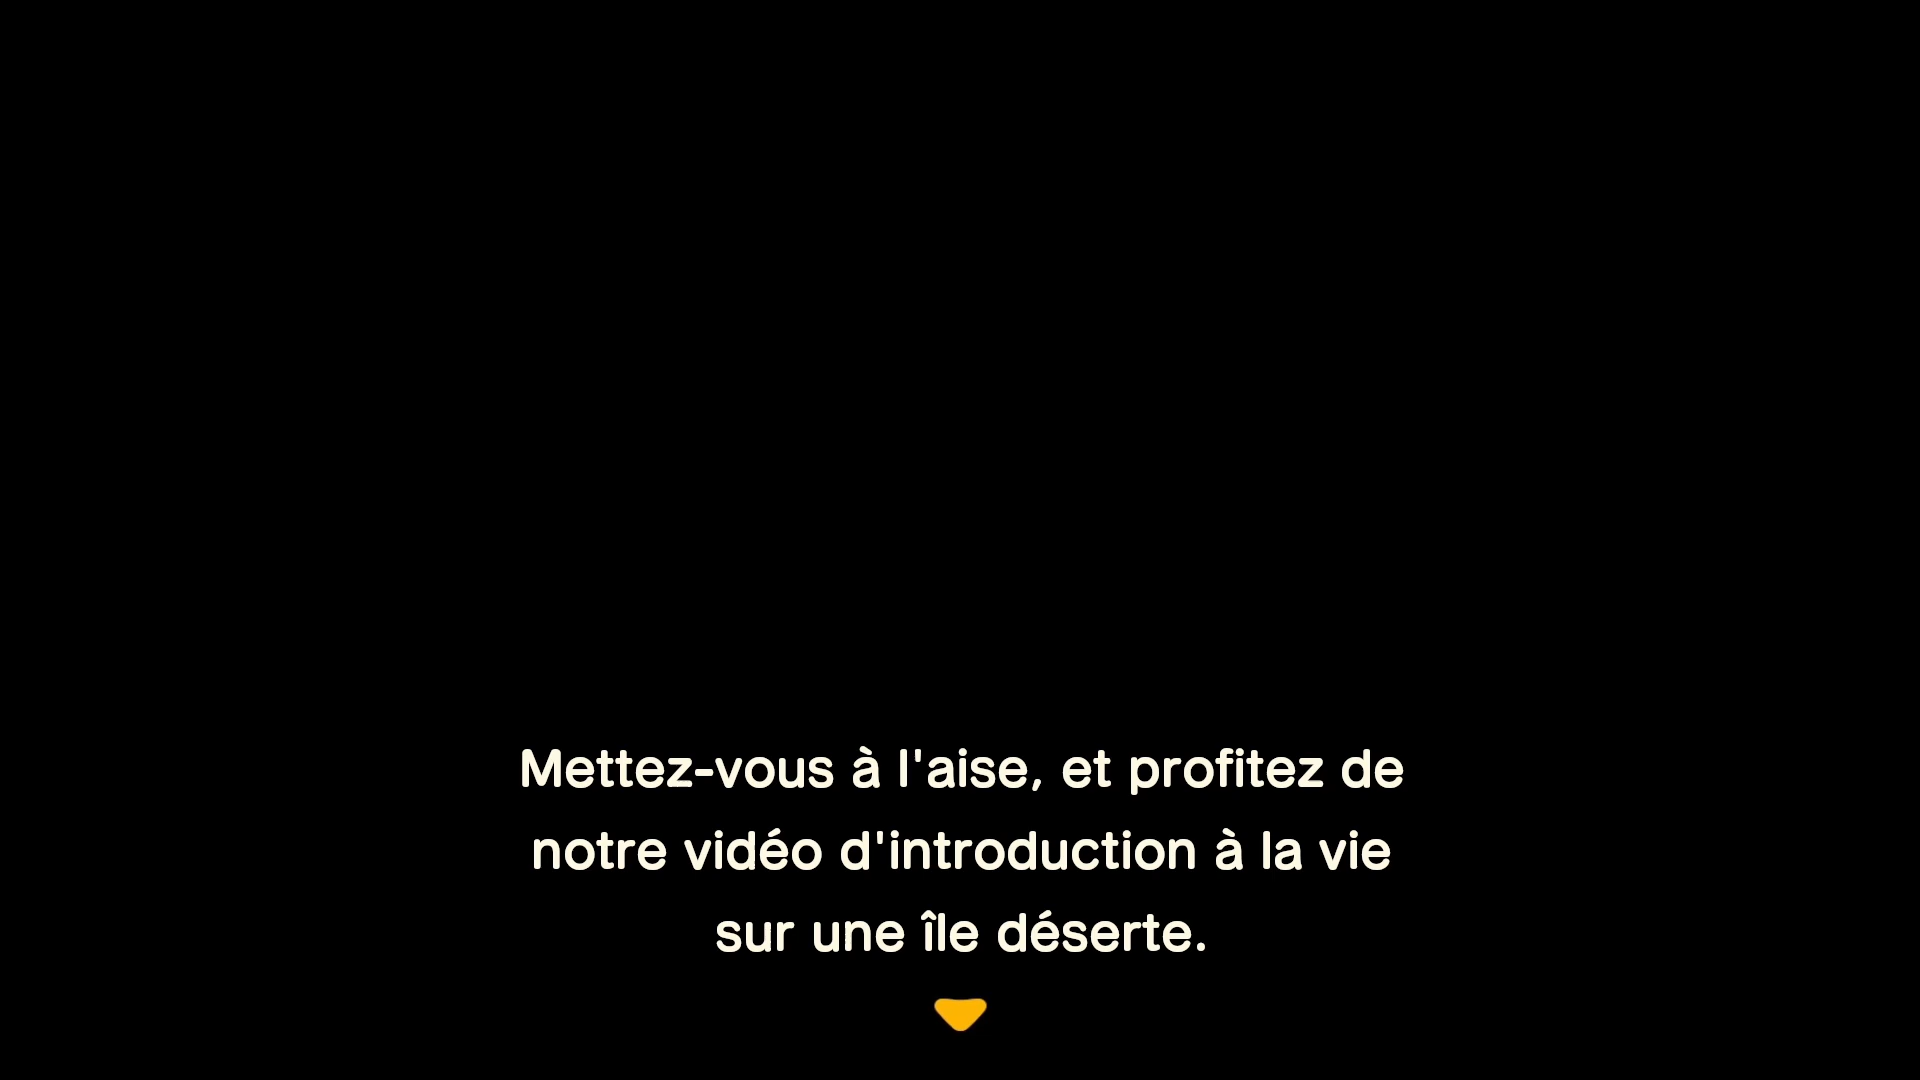 Mettez-vous à l'aise, et profitez de
notre vidéo d'introduction à la vie
sur une île déserte.